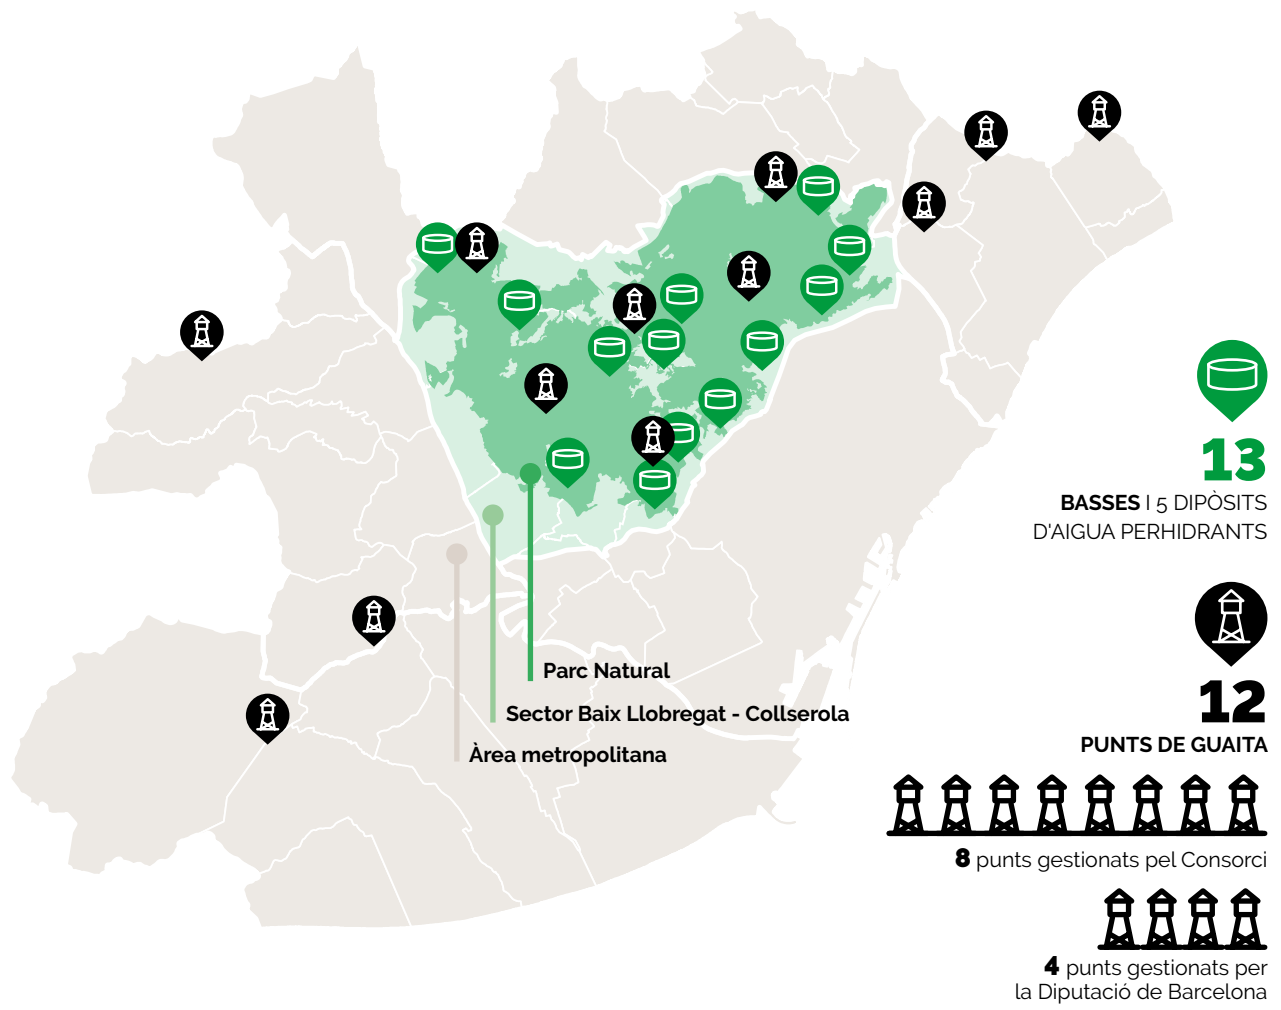 Parc Natural
Sector Baix Llobregat - Collserola
Àrea metropolitana
13
BASSES I 5 DIPÒSITS
D'AIGUA PERHIDRANTS
12
PUNTS DE GUAITA
8 punts gestionats pel Consorci
4 punts gestionats per
la Diputació de Barcelona